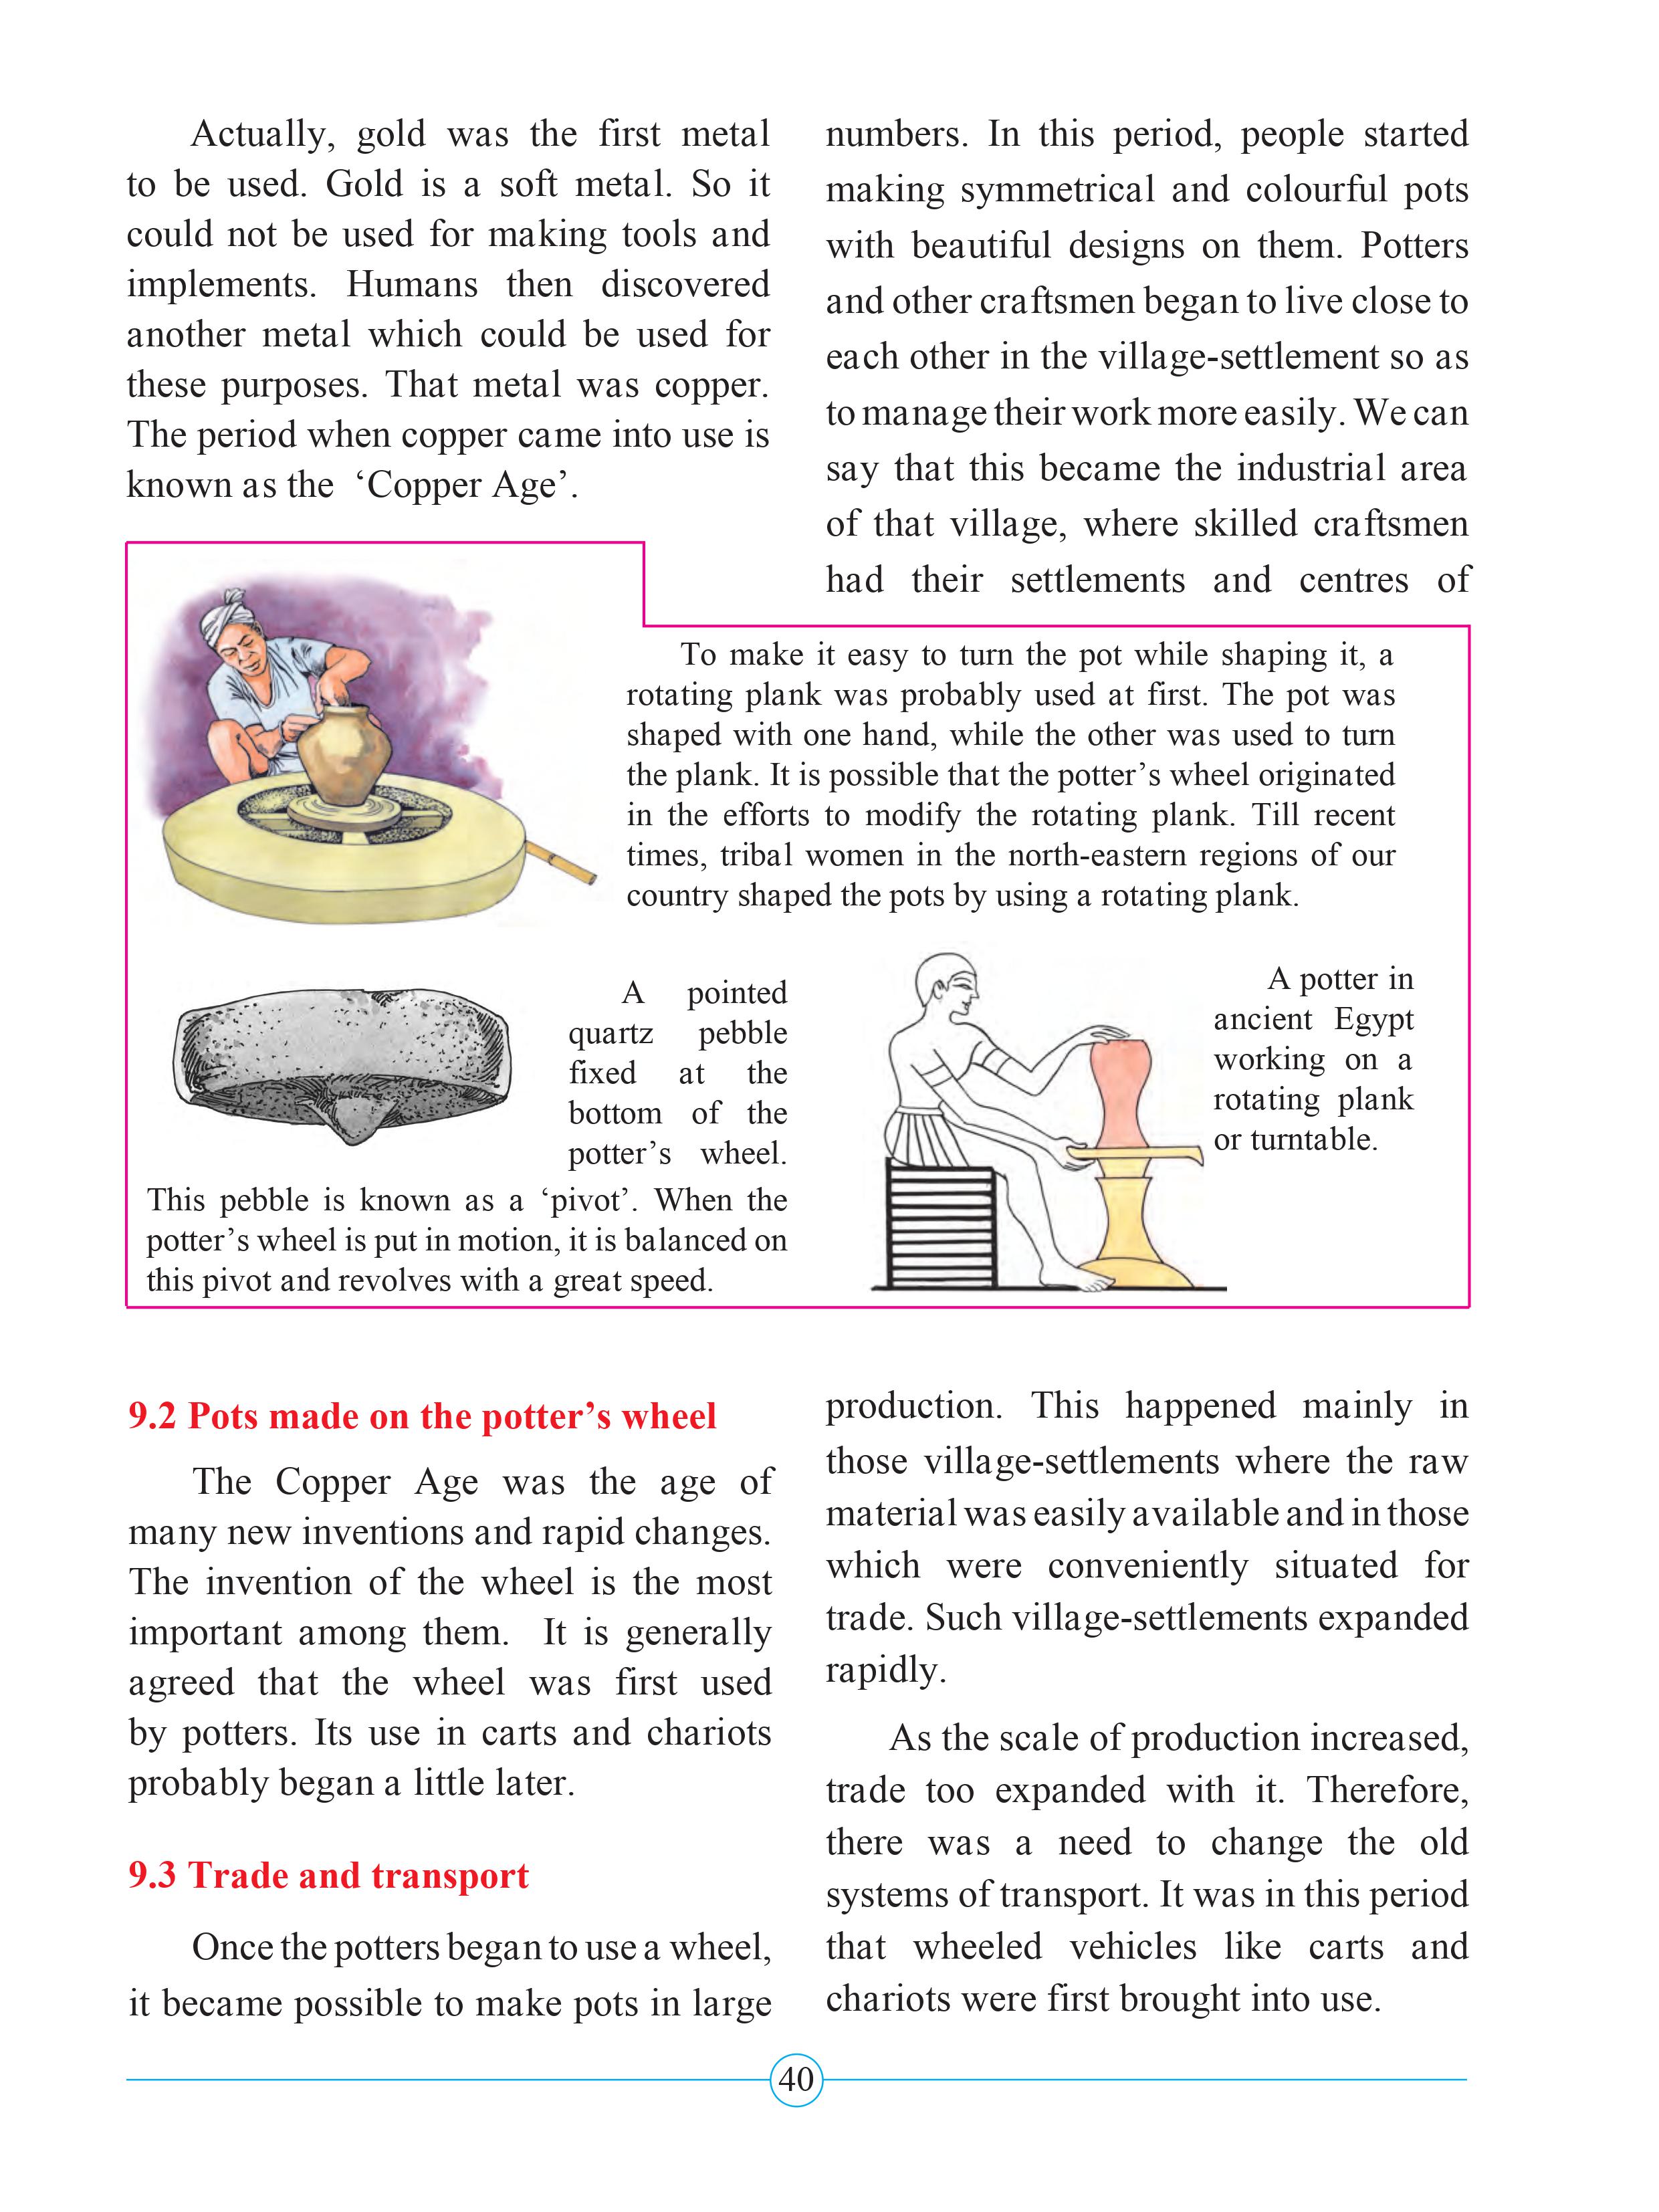 Actually, gold was the first metal
to be used. Gold is a soft metal. So it
could not be used for making tools and
implements. Humans then discovered
another metal which could be used for
these purposes. That metal was copper.
The period when copper came into use is
known as the ‘Copper Age’.
To make it easy to turn the pot while shaping it, a
rotating plank was probably used at first. The pot was
shaped with one hand, while the other was used to turn
the plank. It is possible that the potter’s wheel originated
in the efforts to modify the rotating plank. Till recent
times, tribal women in the north-eastern regions of our
country shaped the pots by using a rotating plank.
A pointed
quartz pebble
fixed at the
bottom of the
potter’s wheel.
This pebble is known as a ‘pivot’. When the
potter’s wheel is put in motion, it is balanced on
this pivot and revolves with a great speed.
A potter in
ancient Egypt
working on a
rotating plank
or turntable.
9.2 Pots made on the potter’s wheel
The Copper Age was the age of
many new inventions and rapid changes.
The invention of the wheel is the most
important among them. It is generally
agreed that the wheel was first used
by potters. Its use in carts and chariots
probably began a little later.
9.3 Trade and transport
Once the potters began to use a wheel,
it became possible to make pots in large
numbers. In this period, people started
making symmetrical and colourful pots
with beautiful designs on them. Potters
and other craftsmen began to live close to
each other in the village-settlement so as
to manage their work more easily. We can
say that this became the industrial area
of that village, where skilled craftsmen
had their settlements and centres of
production. This happened mainly in
those village-settlements where the raw
material was easily available and in those
which were conveniently situated for
trade. Such village-settlements expanded
rapidly.
As the scale of production increased,
trade too expanded with it. Therefore,
there was a need to change the old
systems of transport. It was in this period
that wheeled vehicles like carts and
chariots were first brought into use.
40